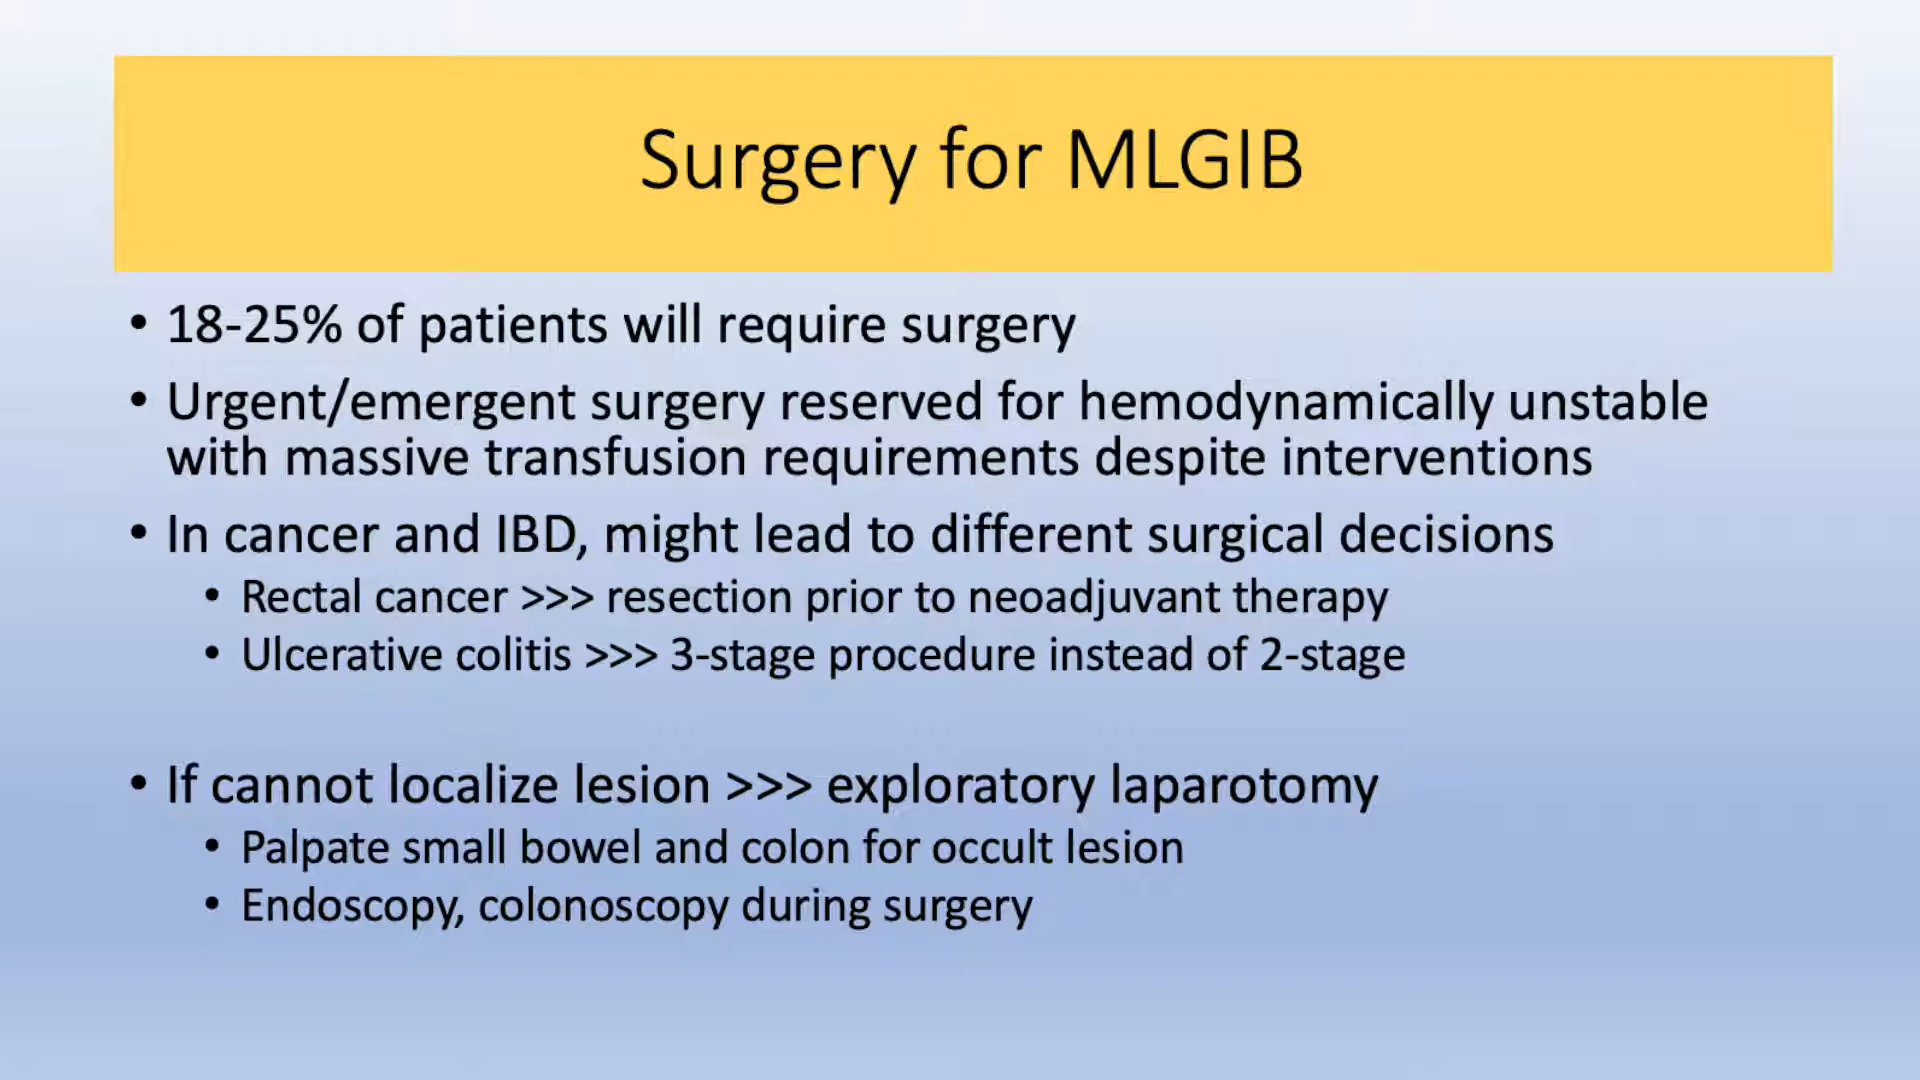 Surgery for MLGIB
• 18-25% of patients will require surgery
• Urgent/emergent surgery reserved for hemodynamically unstable
with massive transfusion requirements despite interventions
• In cancer and IBD, might lead to different surgical decisions
• Rectal cancer >>> resection prior to neoadjuvant therapy
• Ulcerative colitis >>> 3-stage procedure instead of 2-stage
• If cannot localize lesion >>> exploratory laparotomy
• Palpate small bowel and colon for occult lesion
• Endoscopy, colonoscopy during surgery